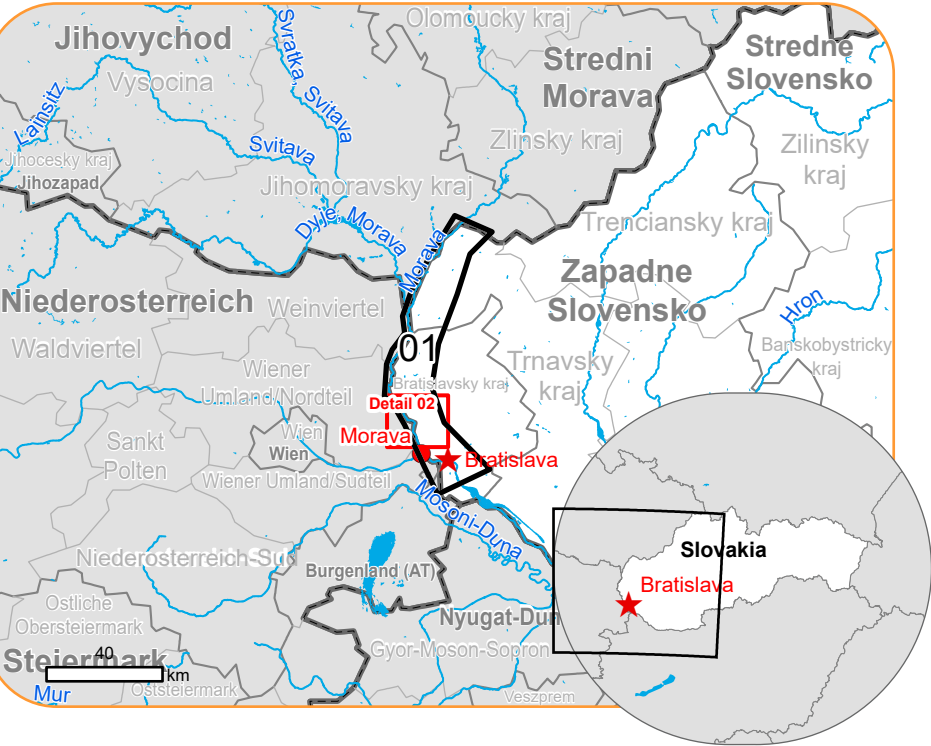 Olomoucky kraj
Jihovychod
Svratka, Svitava
Stredni
Morava
Stredne
Slovensko
Vysocina
Lainsitz
Svitava
Zlinsky kraj
Zilinsky
kraj
Jihocesky kraj
Jihozapad
Jihomoravsky kraj
Dyje, Morava
Morava
Trenciansky kraj
Zapadne
Slovensko
Niederosterreich
Weinviertel
Hron
Waldviertel
01
Banskobystricky
kraj
Trnavsky
kraj
Wiener
Umland/Nordteil
Bratislavsky kraj
Detail 02
Morava
Bratislava
Wien
Wien
Sankt
Polten
Wiener Umland/Sudteil
Mosoni-Duna
Niederosterreich-Sud
Burgenland (AT)
Slovakia
Bratislava
Ostliche
Obersteiermark
Nyugat-Dun
Gyor-Moson-Sopron
Steiermark
40
km
Mur
Oststeiermark
Veszprem